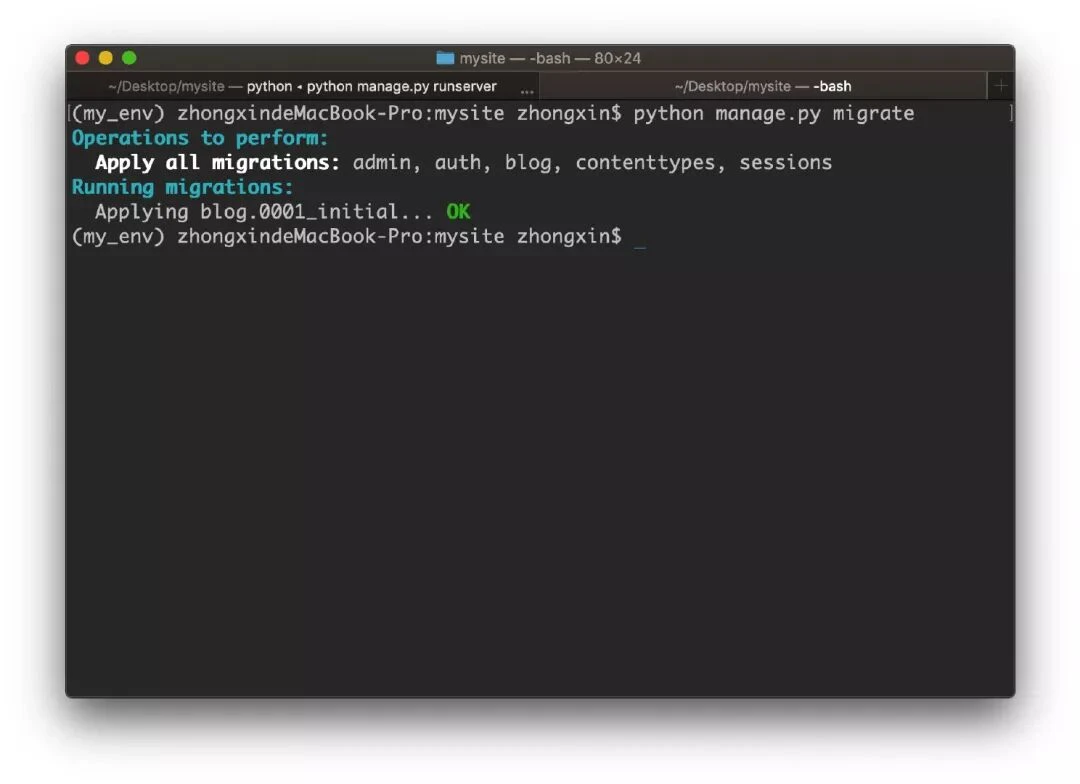 mysite — -bash — 80×24
~/Desktop/mysite — python ◂ python manage.py runserver ...
~/Desktop/mysite — -bash +
[(my_env) zhongxindeMacBook-Pro:mysite zhongxin$ python manage.py migrate ]
Operations to perform:
Apply all migrations: admin, auth, blog, contenttypes, sessions
Running migrations:
Applying blog.0001_initial... OK
(my_env) zhongxindeMacBook-Pro:mysite zhongxin$ _